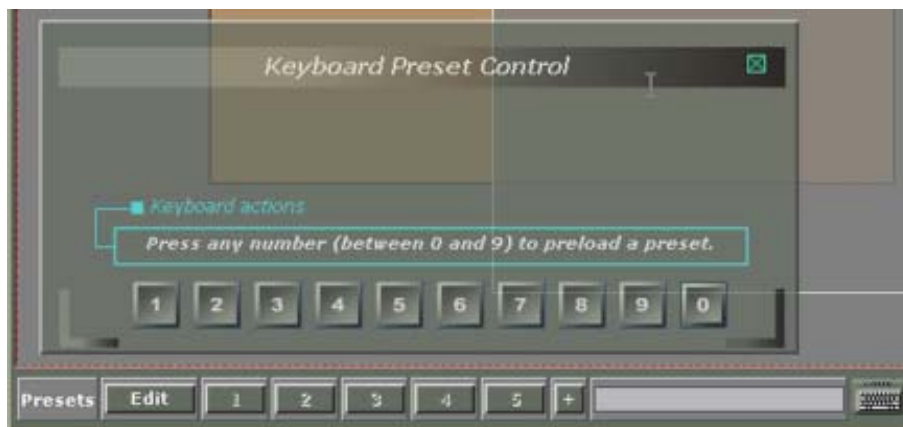 Keyboard Preset Control
Keyboard actions
Press any number (between 0 and 9) to preload a preset.
1 2 3 4 5 6 7 8 9 0
Presets Edit 1 2 3 4 5 +